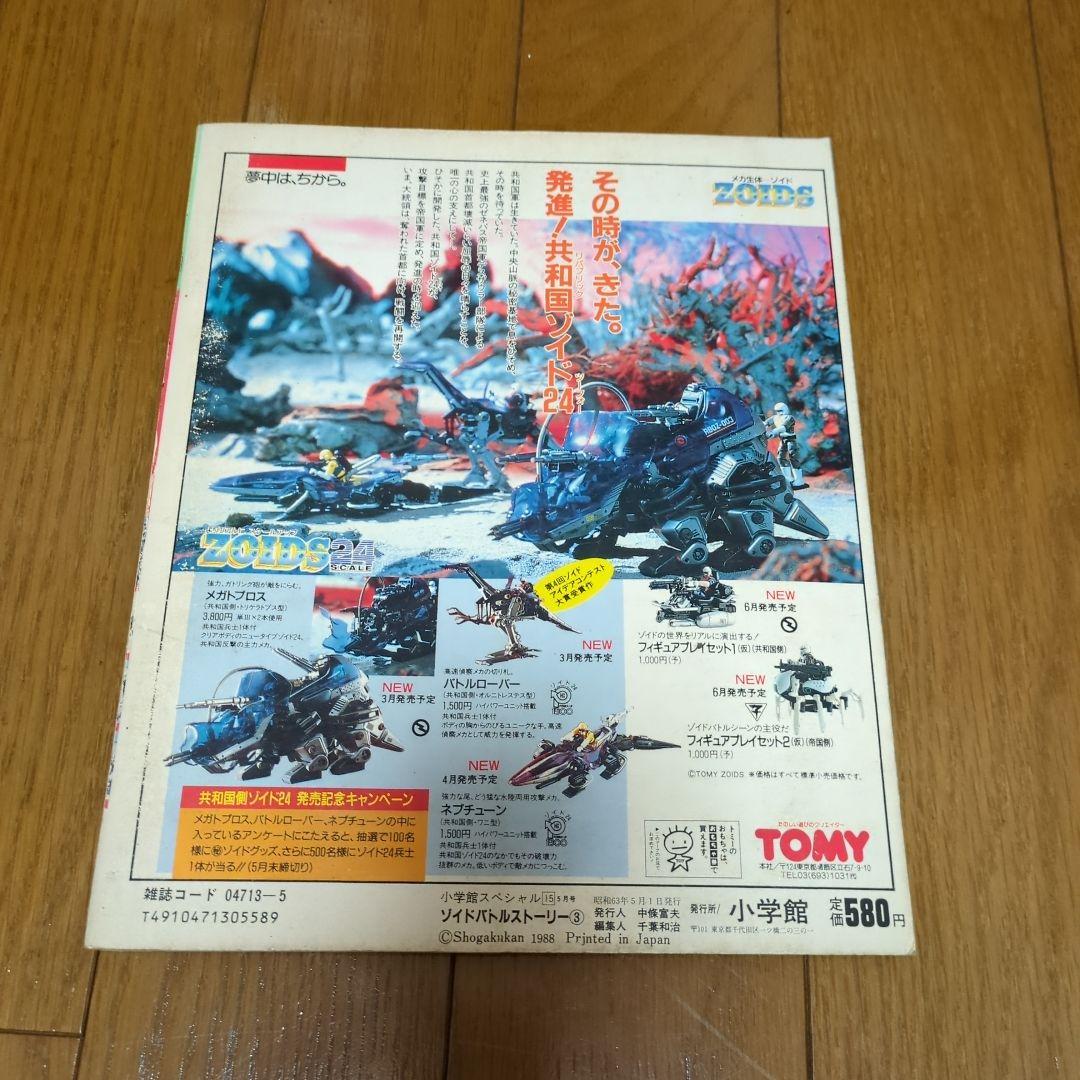 夢中は、ちから。
メカ生体 ゾイド
ZOIDS
その時が、きた。
リパブリック
発進!共和国ゾイド24
共和国軍は生きていた。中央山脈の秘密基地で息をひそめ、
その時を待っていた。
共和国首都壊滅という屈辱の日々を晴らすことを、
唯一の心の支えにして…。
ひそかに開発した、共和国ゾイド24が、
攻撃目標を帝国軍に定め、発進の時を迎えた。
いま、大統領は、奪われた首都に向け、戦闘を再開する。
RBOZ-003
ZOIDS 24
SCALE
強力、ガトリング砲が敵をにらむ。
メガトプロス
(共和国側・トリケラトプス型)
3,800円 単III×2本使用
共和国兵士1体付
クリアボディのニュータイプゾイド24。
共和国反撃の主力メカ。
NEW
3月発売予定
第4回ゾイド
アイデアコンテスト
大賞受賞作
NEW
3月発売予定
高速偵察メカの切り札。
バトルローバー
(共和国側・オルニトレステス型)
1,500円 ハイパワーユニット搭載
共和国兵士1体付
ボディの胸からのびるユニークな手、高速
偵察メカとして威力を発揮する。
NEW
4月発売予定
強力な尾、どう猛な水陸両用攻撃メカ。
ネプチューン
(共和国側・ワニ型)
1,500円 ハイパワーユニット搭載
共和国兵士1体付
共和国ゾイド24のなかでもその破壊力
抜群のメカ。低いボディで敵メカにつっこむ。
NEW
6月発売予定
ゾイドの世界をリアルに演出する!
フィギュアプレイセット1(仮)(共和国側)
1,000円(予)
NEW
6月発売予定
ゾイドバトルシーンの主役だ
フィギュアプレイセット2(仮)(帝国側)
1,000円(予)
©TOMY ZOIDS ※価格はすべて標準小売価格です。
共和国側ゾイド24 発売記念キャンペーン
メガトプロス、バトルローバー、ネプチューンの中に
入っているアンケートにこたえると、抽選で100名
様に㊙ゾイドグッズ、さらに500名様にゾイド24兵士
1体が当る!!(5月末締切り)
トミーの
おもちゃは、
おもちゃ券で
買えます。
たのしい遊びのクリエイター
TOMY
本社/〒124東京都葛飾区立石7-9-10
TEL03(693)1031㈹
雑誌コード 04713-5
T4910471305589
小学館スペシャル 15 5月号
ゾイドバトルストーリー③
©Shogakukan 1988 Printed in Japan
昭和63年5月1日発行
発行人 中條富夫
編集人 千葉和治
発行所/小学館
〒101 東京都千代田区一ツ橋二の三の一
定価580円